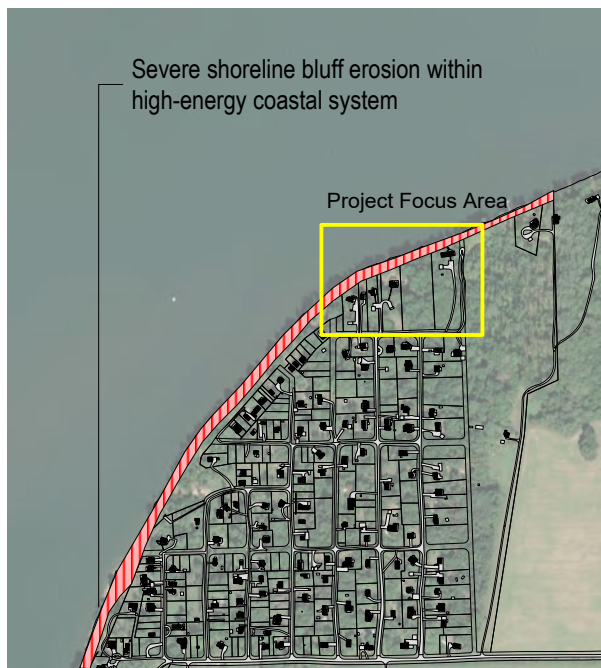 Severe shoreline bluff erosion within
high-energy coastal system
Project Focus Area